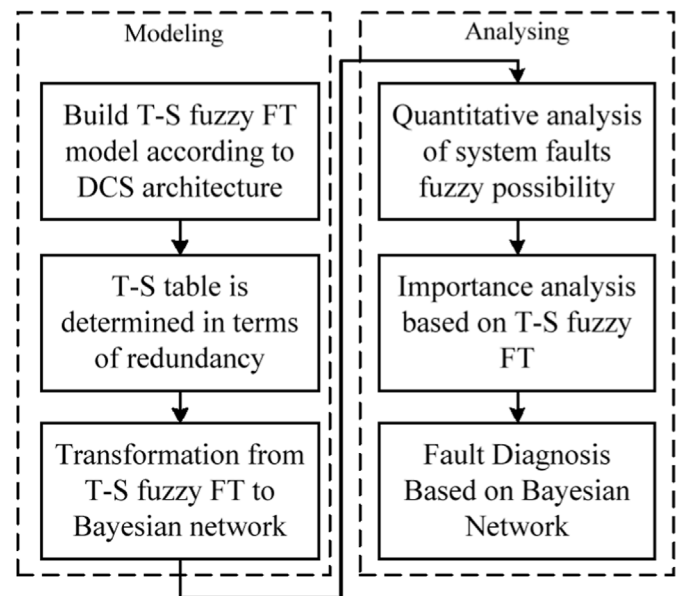 Modeling
Build T-S fuzzy FT
model according to
DCS architecture
T-S table is
determined in terms
of redundancy
Transformation from
T-S fuzzy FT to
Bayesian network
Analysing
Quantitative analysis
of system faults
fuzzy possibility
Importance analysis
based on T-S fuzzy
FT
Fault Diagnosis
Based on Bayesian
Network